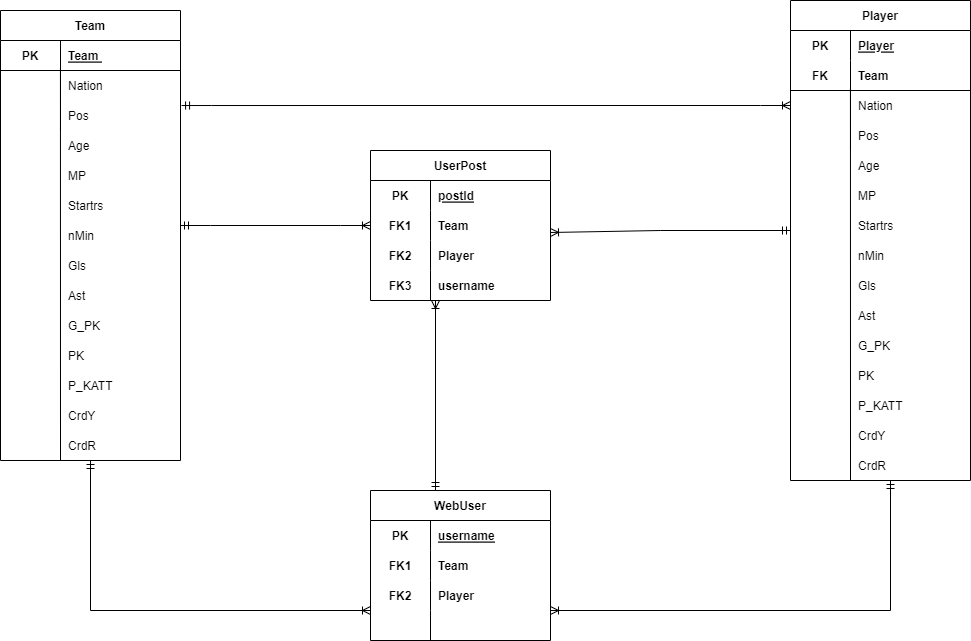 Team
PK Team
Nation
Pos
Age
MP
Startrs
nMin
Gls
Ast
G_PK
PK
P_KATT
CrdY
CrdR
UserPost
PK postId
FK1 Team
FK2 Player
FK3 username
Player
PK Player
FK Team
Nation
Pos
Age
MP
Startrs
nMin
Gls
Ast
G_PK
PK
P_KATT
CrdY
CrdR
WebUser
PK username
FK1 Team
FK2 Player